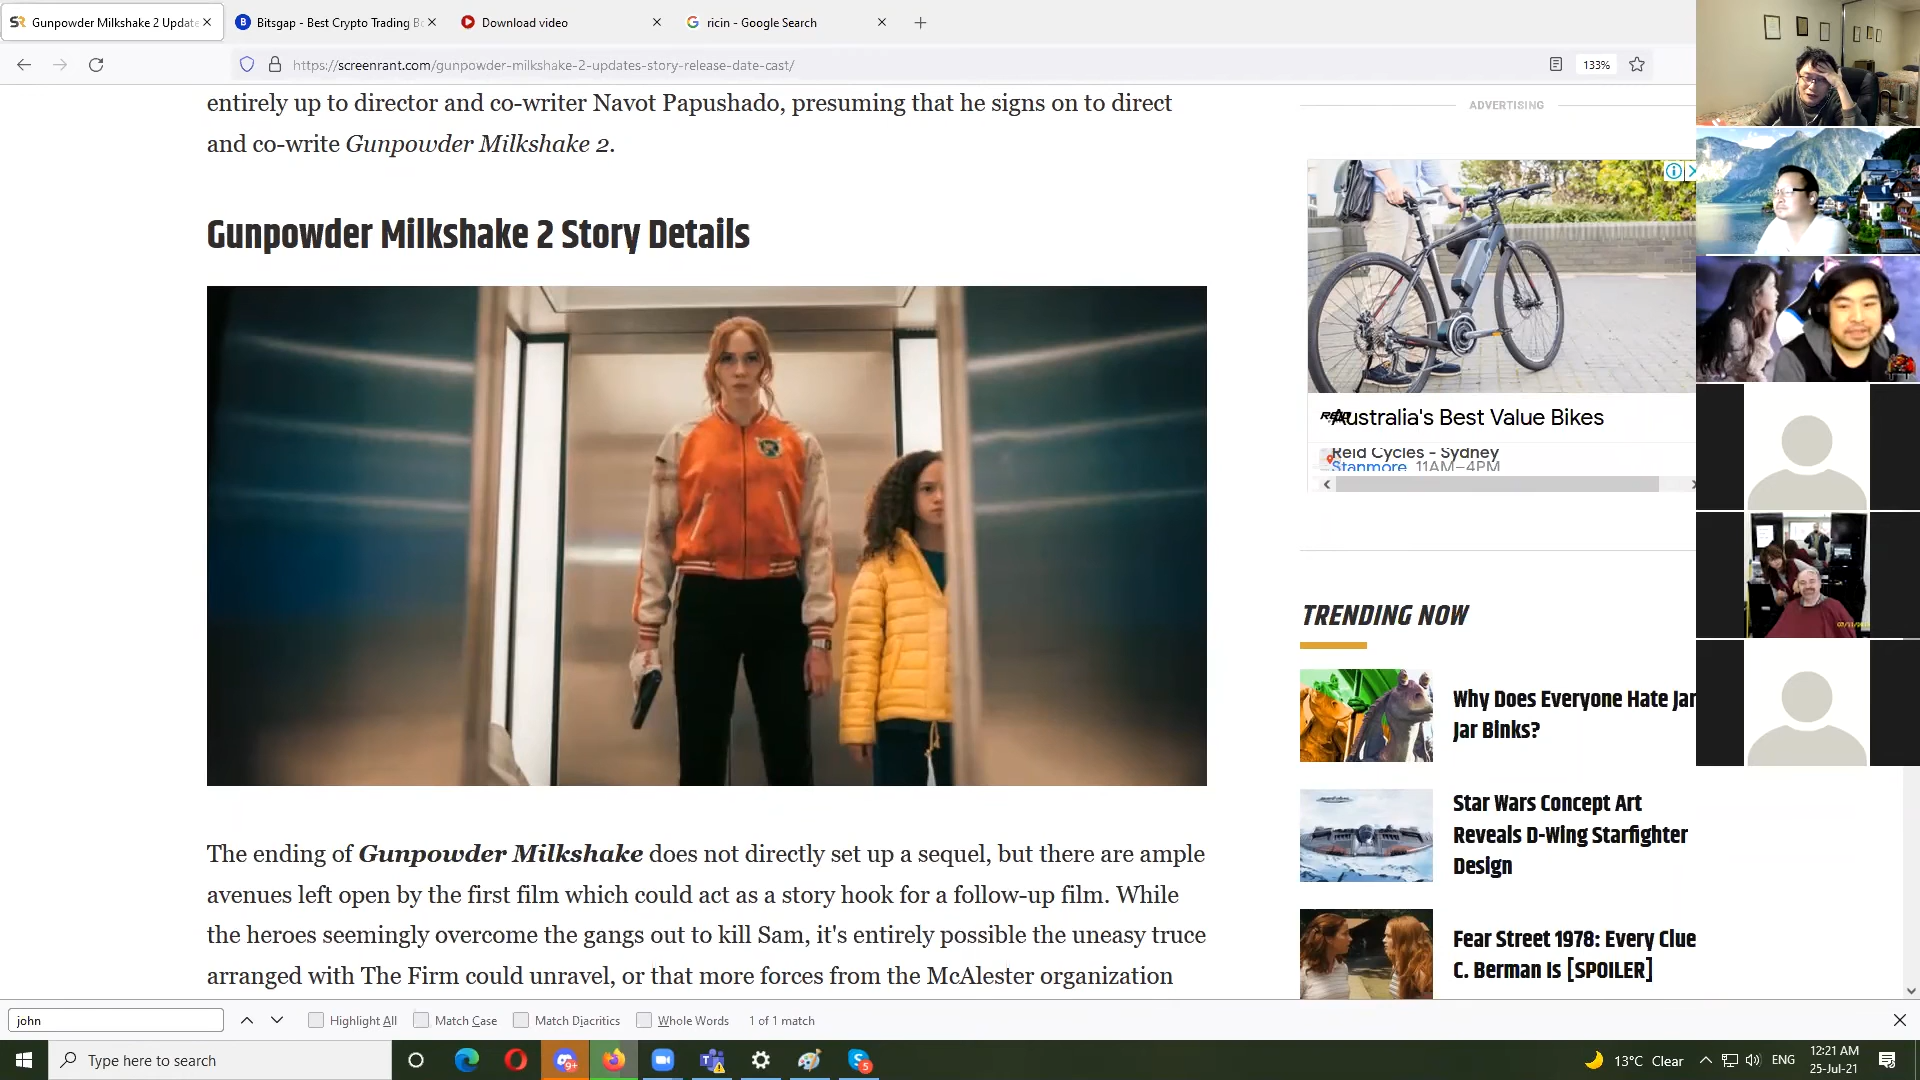 Gunpowder Milkshake 2 Update
Bitsgap - Best Crypto Trading Bo
Download video
ricin - Google Search
https://screenrant.com/gunpowder-milkshake-2-updates-story-release-date-cast/
133%
entirely up to director and co-writer Navot Papushado, presuming that he signs on to direct
and co-write Gunpowder Milkshake 2.
Gunpowder Milkshake 2 Story Details
The ending of Gunpowder Milkshake does not directly set up a sequel, but there are ample
avenues left open by the first film which could act as a story hook for a follow-up film. While
the heroes seemingly overcome the gangs out to kill Sam, it's entirely possible the uneasy truce
arranged with The Firm could unravel, or that more forces from the McAlester organization
ADVERTISING
REID
Australia's Best Value Bikes
Reid Cycles - Sydney
Stanmore 11AM–4PM
TRENDING NOW
Why Does Everyone Hate Jar
Jar Binks?
Star Wars Concept Art
Reveals D-Wing Starfighter
Design
Fear Street 1978: Every Clue
C. Berman Is [SPOILER]
john
Highlight All
Match Case
Match Diacritics
Whole Words
1 of 1 match
Type here to search
9+
5
13°C Clear
ENG
12:21 AM
25-Jul-21